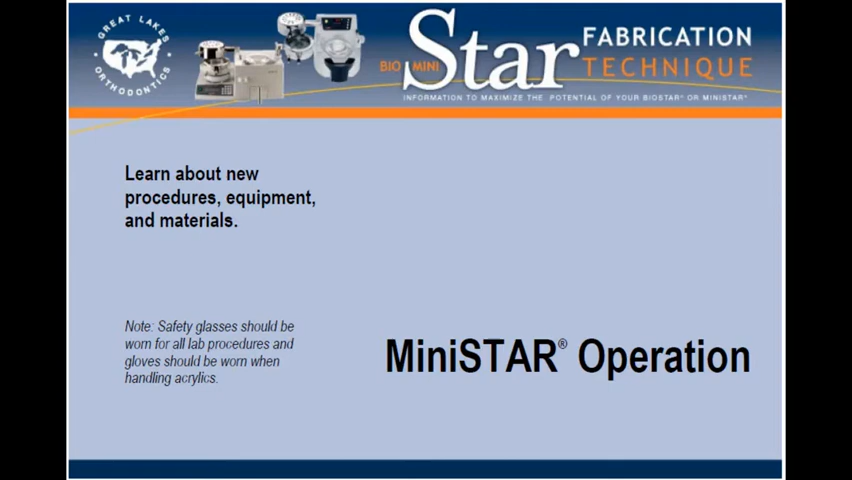 GREAT LAKES
ORTHODONTICS
BIO MINI Star FABRICATION
TECHNIQUE
INFORMATION TO MAXIMIZE THE POTENTIAL OF YOUR BIOSTAR® OR MINISTAR®
Learn about new
procedures, equipment,
and materials.
Note: Safety glasses should be
worn for all lab procedures and
gloves should be worn when
handling acrylics.
MiniSTAR® Operation